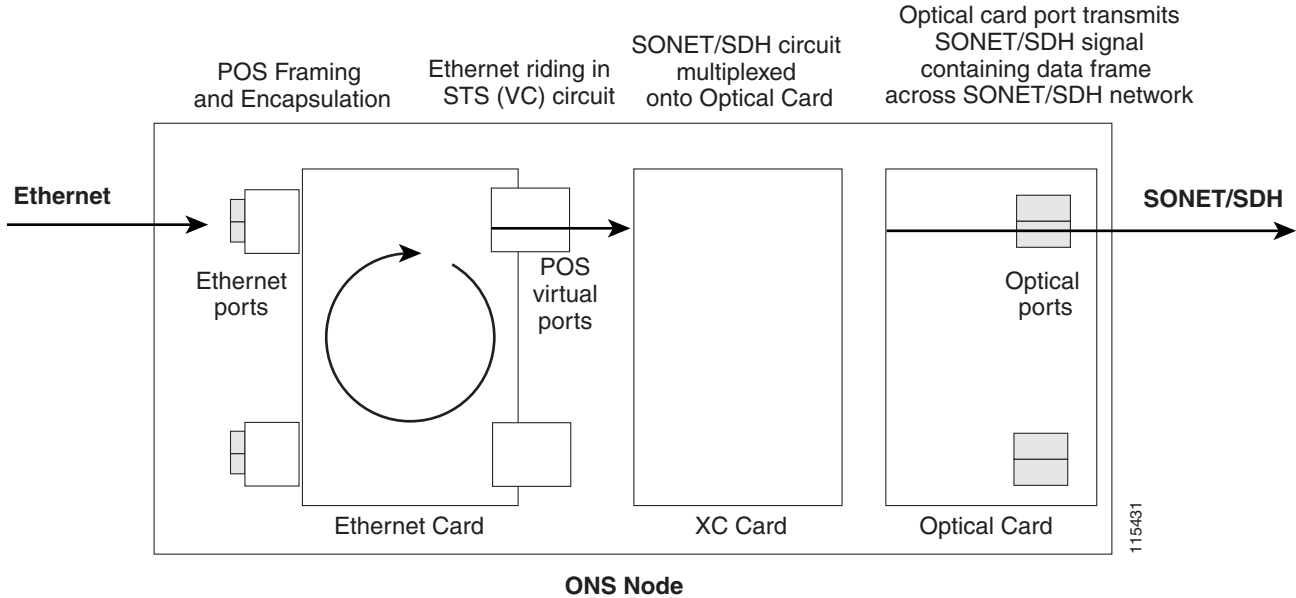 Optical card port transmits
SONET/SDH signal
containing data frame
across SONET/SDH network
SONET/SDH circuit
multiplexed
onto Optical Card
Ethernet riding in
STS (VC) circuit
POS Framing
and Encapsulation
Ethernet
SONET/SDH
Ethernet
ports
POS
virtual
ports
Optical
ports
Ethernet Card
XC Card
Optical Card
115431
ONS Node